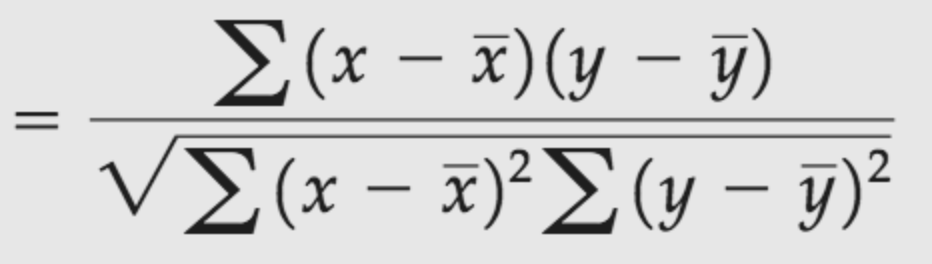 = ∑(x − x̅)(y − y̅)
√∑(x − x̅)²∑(y − y̅)²